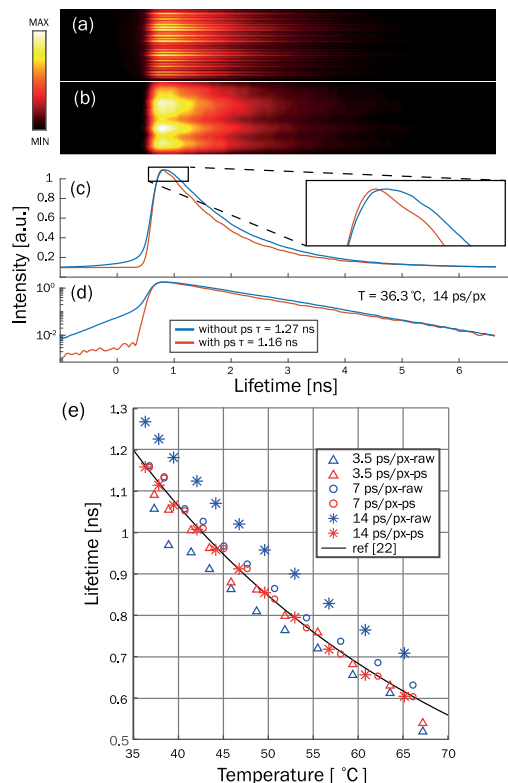 MAX
(a)
(b)
MIN
(c)
1
0.8
0.6
0.4
0.2
Intensity [a.u.]
(d)
T = 36.3 ℃, 14 ps/px
10⁰
10⁻²
without ps τ = 1.27 ns
with ps τ = 1.16 ns
0 1 2 3 4 5 6
Lifetime [ns]
(e)
1.3
1.2
1.1
1
0.9
0.8
0.7
0.6
0.5
Lifetime [ns]
3.5 ps/px-raw
3.5 ps/px-ps
7 ps/px-raw
7 ps/px-ps
14 ps/px-raw
14 ps/px-ps
ref [22]
35 40 45 50 55 60 65 70
Temperature [ °C]